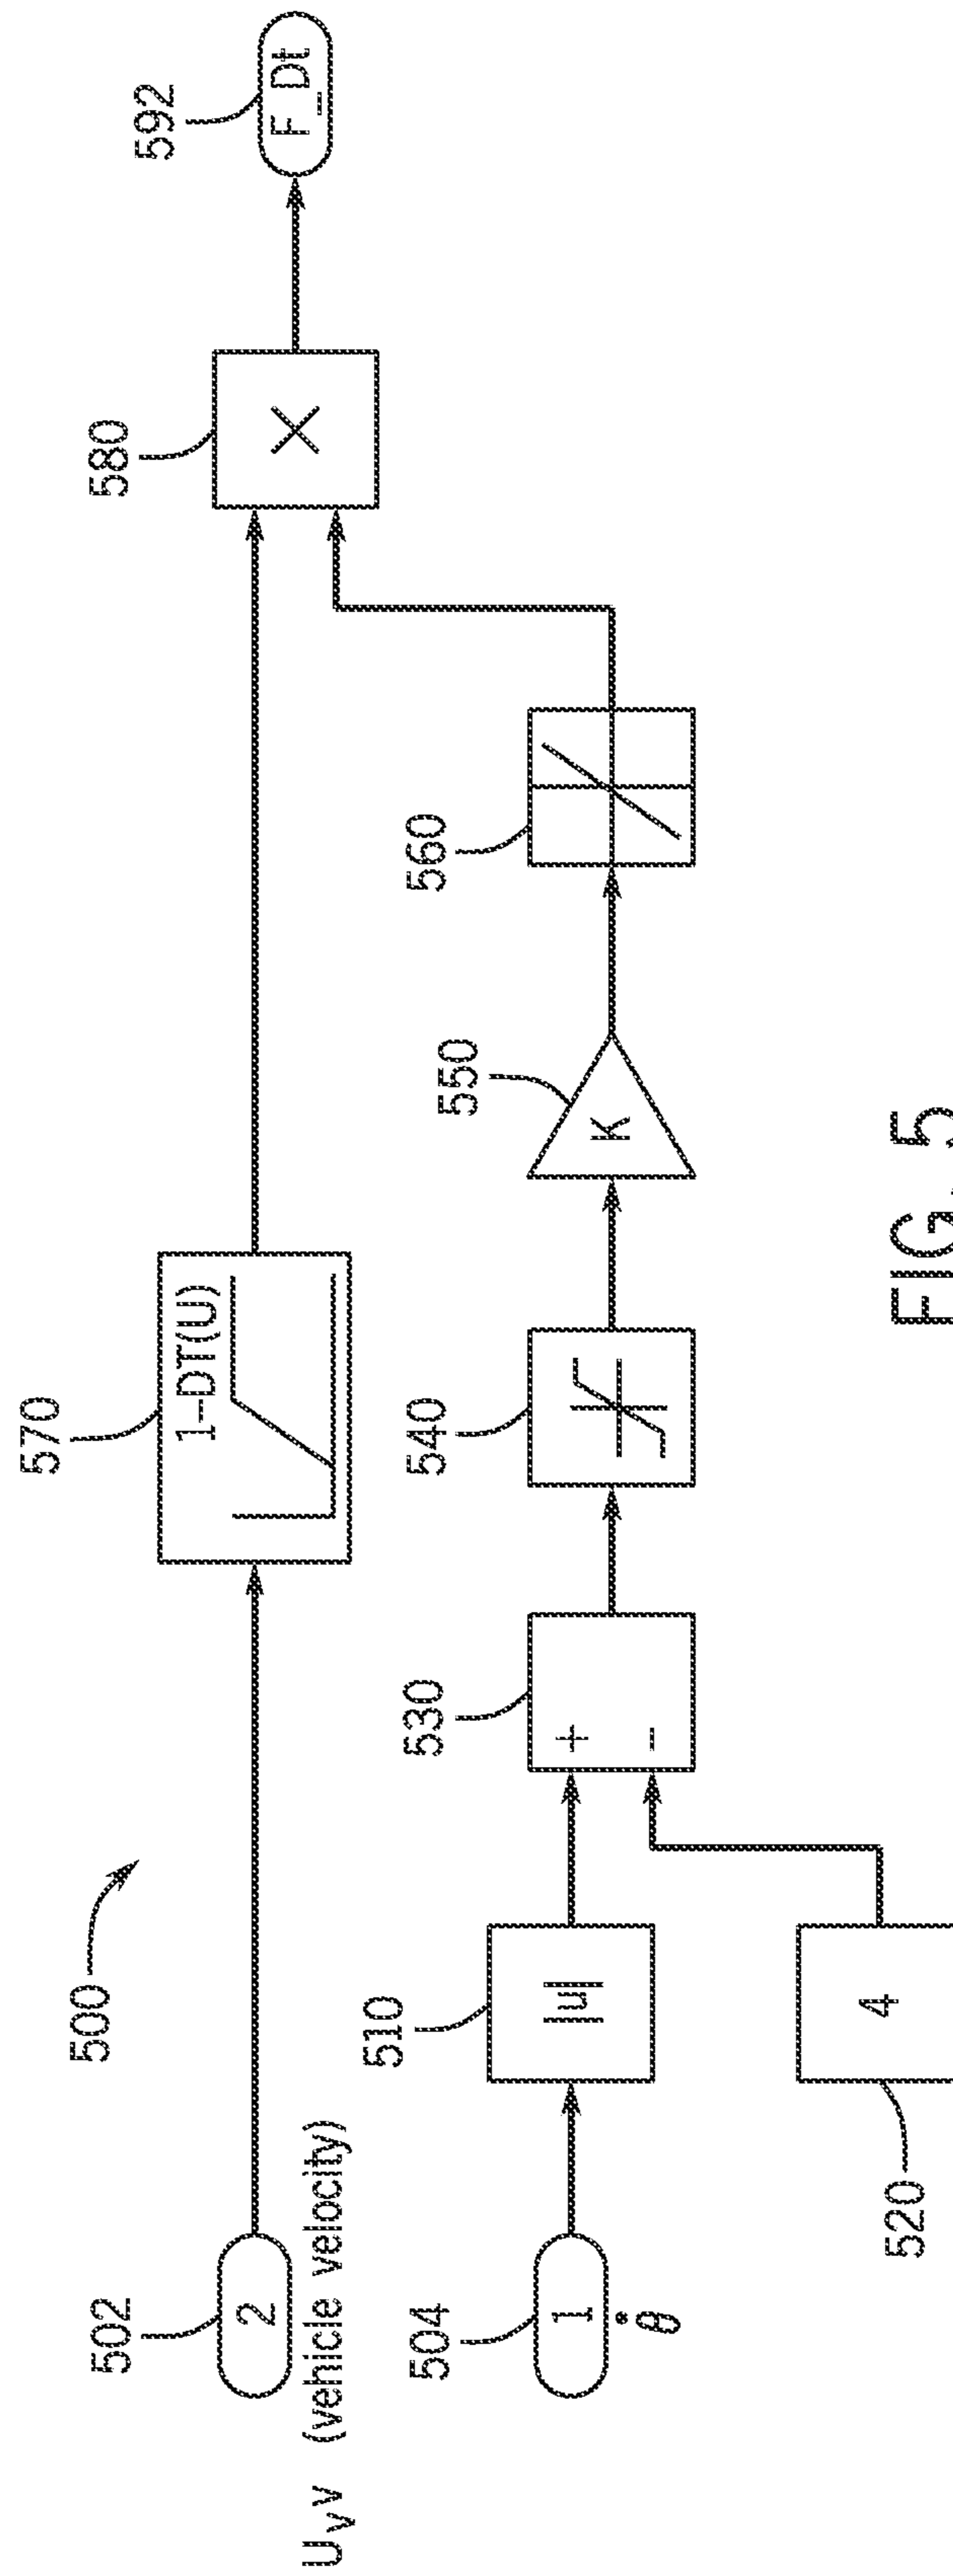 500
502
2
U_V V (vehicle velocity)
570
1-DT(U)
580
×
592
F_Dt
504
1
θ̇
510
|u|
520
4
530
+
-
540
550
K
560
FIG. 5